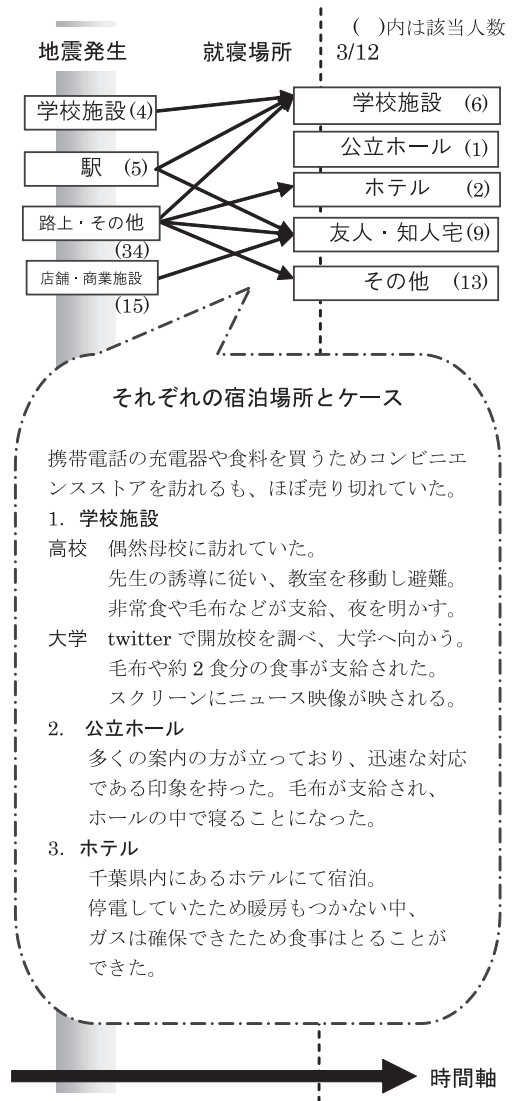 ( )内は該当人数
地震発生 就寝場所 3/12
学校施設(4)
駅 (5)
路上・その他
(34)
店舗・商業施設
(15)
学校施設 (6)
公立ホール (1)
ホテル (2)
友人・知人宅(9)
その他 (13)
それぞれの宿泊場所とケース
携帯電話の充電器や食料を買うためコンビニエ
ンスストアを訪れるも、ほぼ売り切れていた。
1. 学校施設
高校 偶然母校に訪れていた。
先生の誘導に従い、教室を移動し避難。
非常食や毛布などが支給、夜を明かす。
大学 twitter で開放校を調べ、大学へ向かう。
毛布や約 2 食分の食事が支給された。
スクリーンにニュース映像が映される。
2. 公立ホール
多くの案内の方が立っており、迅速な対応
である印象を持った。毛布が支給され、
ホールの中で寝ることになった。
3. ホテル
千葉県内にあるホテルにて宿泊。
停電していたため暖房もつかない中、
ガスは確保できたため食事はとることが
できた。
時間軸